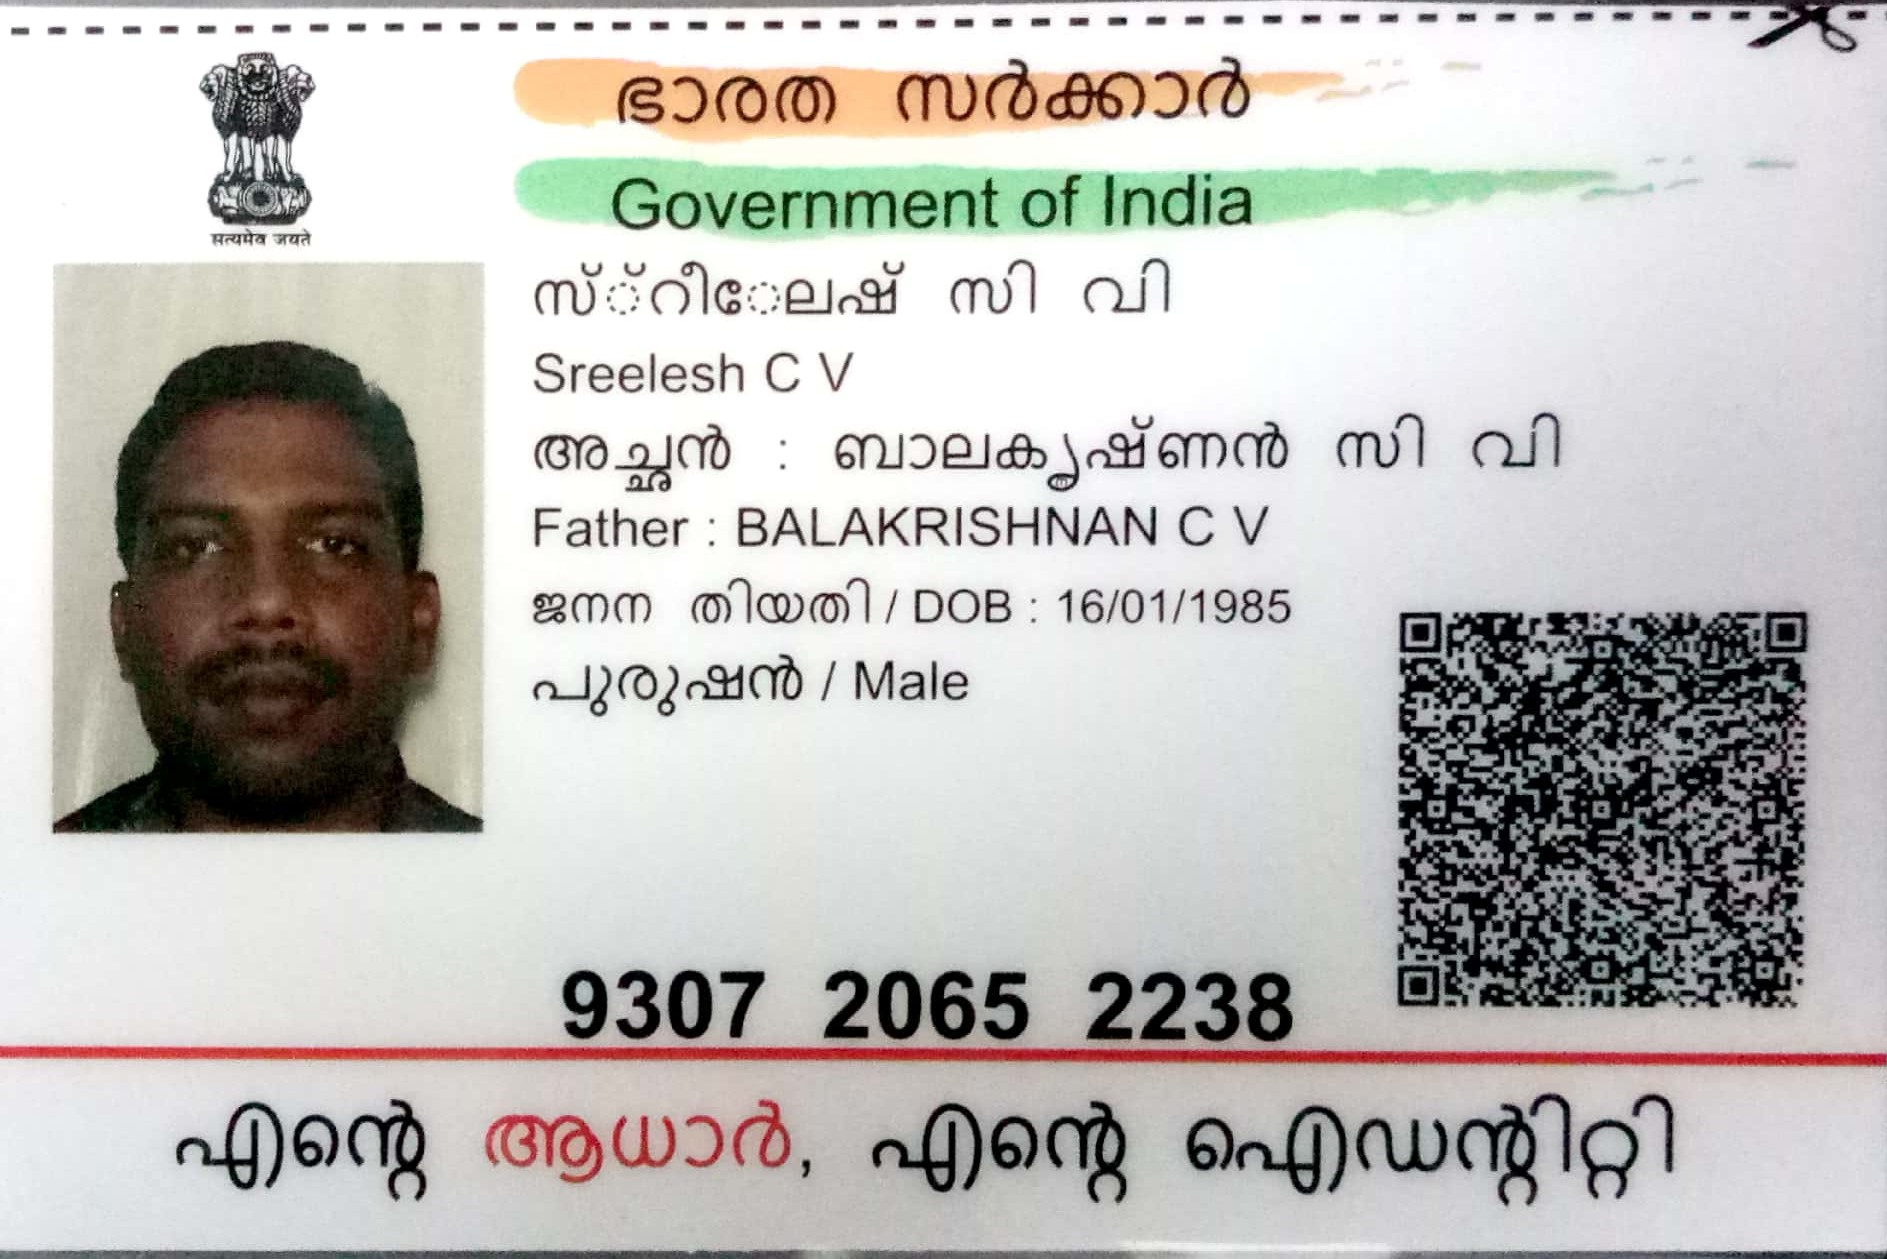 ഭാരത സർക്കാർ
Government of India
सत्यमेव जयते
സ്്റീേലേഷ് സി വി
Sreelesh C V
അച്ഛൻ : ബാലകൃഷ്ണൻ സി വി
Father : BALAKRISHNAN C V
ജനന തിയതി / DOB : 16/01/1985
പുരുഷൻ / Male
9307 2065 2238
എന്റെ ആധാർ, എന്റെ ഐഡന്റിറ്റി